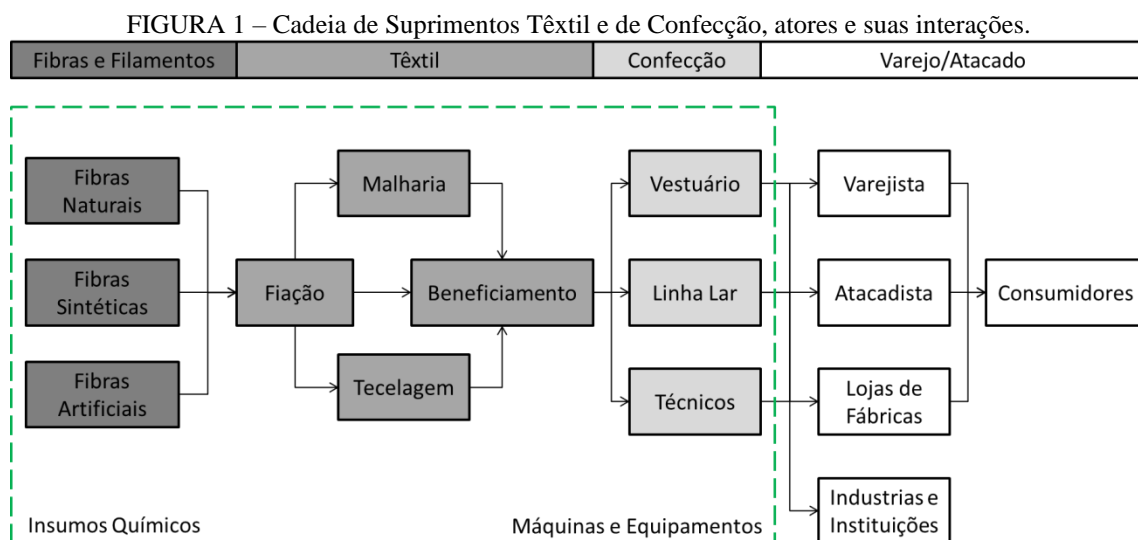 FIGURA 1 – Cadeia de Suprimentos Têxtil e de Confecção, atores e suas interações.
Fibras e Filamentos
Têxtil
Confecção
Varejo/Atacado
Fibras
Naturais
Malharia
Vestuário
Varejista
Fibras
Sintéticas
Fiação
Beneficiamento
Linha Lar
Atacadista
Consumidores
Fibras
Artificiais
Tecelagem
Técnicos
Lojas de
Fábricas
Insumos Químicos
Máquinas e Equipamentos
Industrias e
Instituições